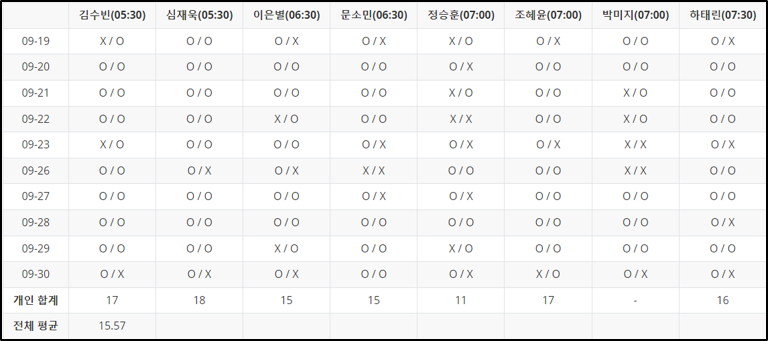 김수빈(05:30) 심재욱(05:30) 이은별(06:30) 문소민(06:30) 정승훈(07:00) 조혜윤(07:00) 박미지(07:00) 하태린(07:30)
09-19 X / O O / O O / X O / X X / O O / X O / O O / X
09-20 O / O O / O O / O O / O O / X O / O O / O O / O
09-21 O / O O / O O / O O / O X / O O / O X / O O / O
09-22 O / O O / O X / O O / O X / X O / O X / O O / O
09-23 X / O O / O O / O O / X O / X O / X X / X O / X
09-26 O / O O / X O / X X / X O / O O / O X / X O / O
09-27 O / O O / O O / O O / X O / X O / O O / O O / O
09-28 O / O O / O O / O O / O O / O O / O O / O O / X
09-29 O / O O / O X / O O / O X / O O / O O / O O / O
09-30 O / X O / X O / X O / O O / X X / O O / X O / X
개인 합계 17 18 15 15 11 17 - 16
전체 평균 15.57